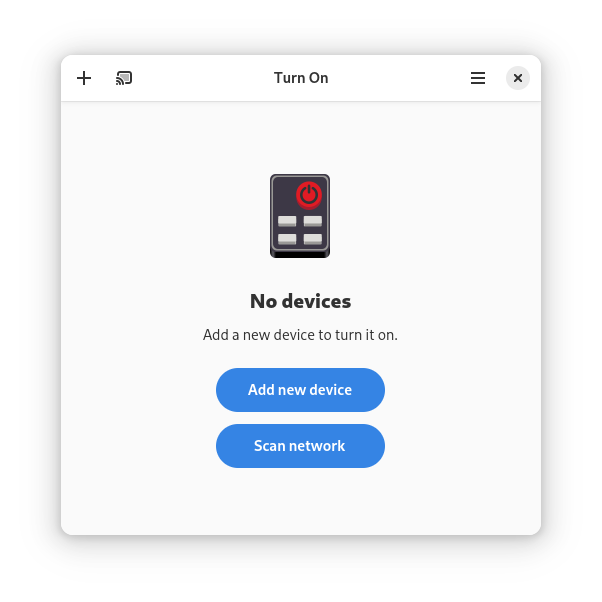 Turn On
No devices
Add a new device to turn it on.
Add new device
Scan network